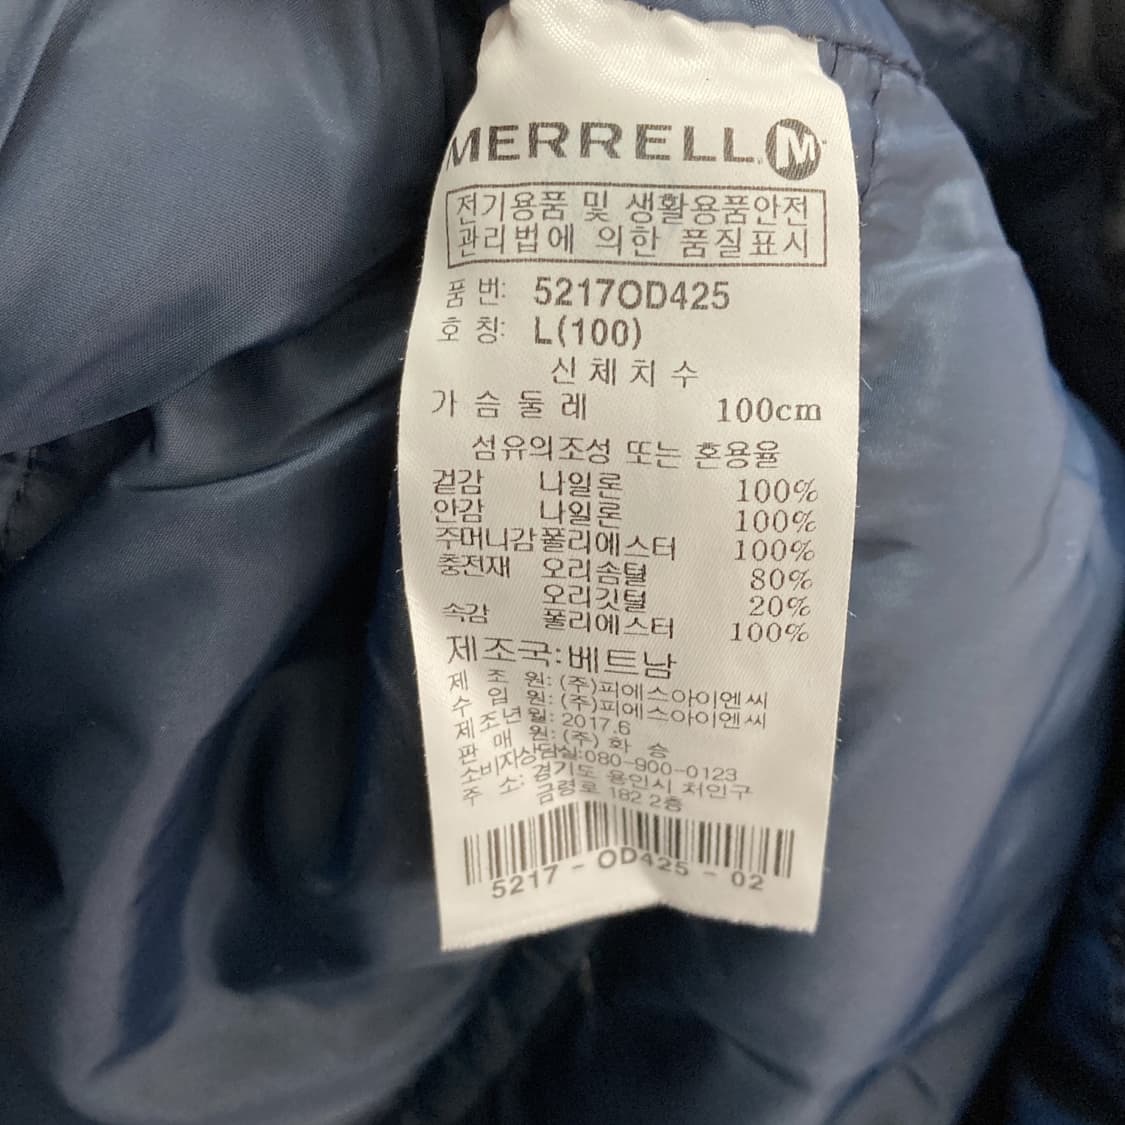 MERRELL M
전기용품 및 생활용품안전
관리법에 의한 품질표시
품 번: 5217OD425
호 칭: L(100)
신 체 치 수
가 슴 둘 레 100cm
섬유의조성 또는 혼용율
겉감 나일론 100%
안감 나일론 100%
주머니감 폴리에스터 100%
충전재 오리솜털 80%
오리깃털 20%
속감 폴리에스터 100%
제조국:베트남
제 조 원: (주)피에스아이엔씨
수 입 원: (주)피에스아이엔씨
제조년월: 2017.6
판 매 원: (주) 화 승
소비자상담실:080-900-0123
주 소: 경기도 용인시 처인구
금령로 182 2층
5217 - OD425 - 02